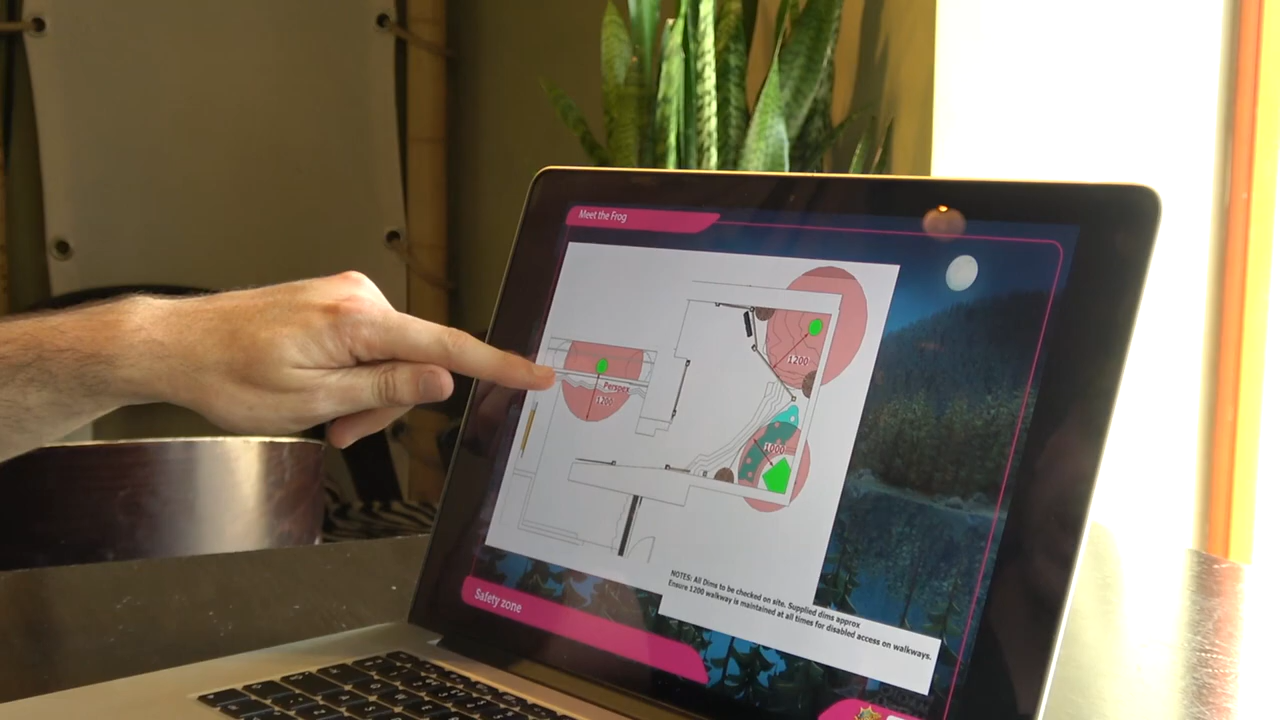 Meet the Frog
1200
Perspex
1200
1000
NOTES: All Dims to be checked on site. Supplied dims approx
Ensure 1200 walkway is maintained at all times for disabled access on walkways.
Safety zone